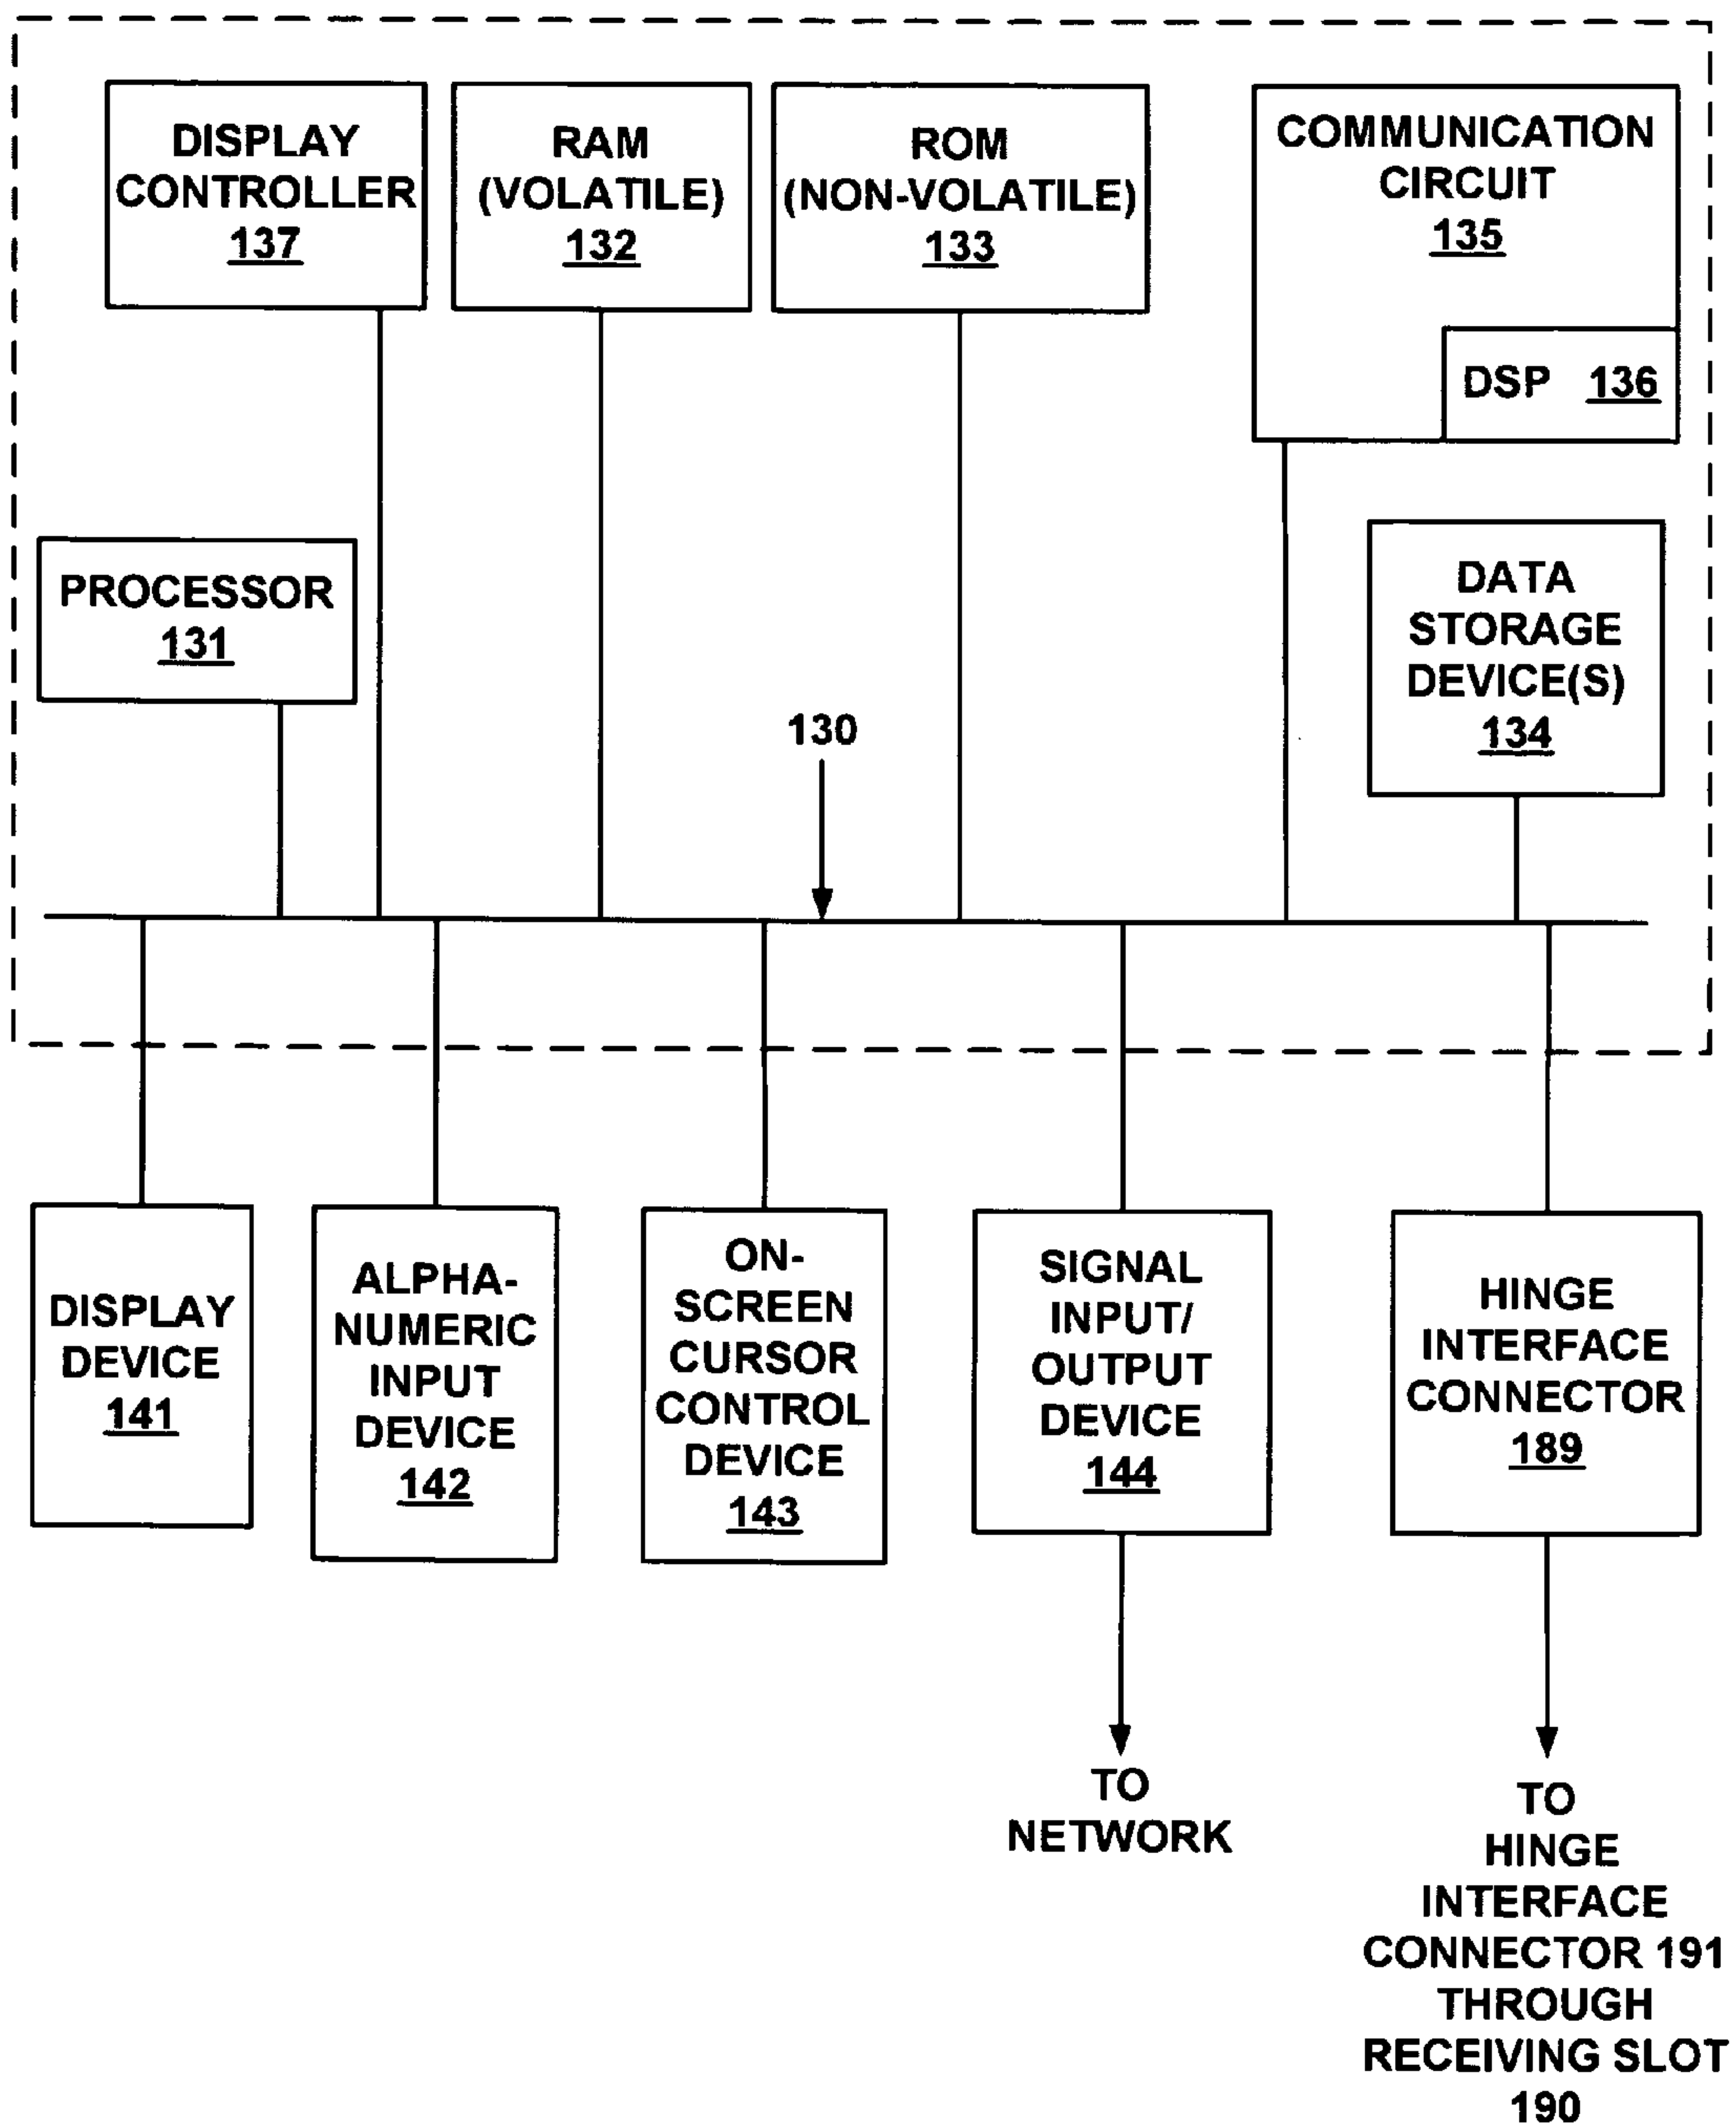 DISPLAY
CONTROLLER
137
RAM
(VOLATILE)
132
ROM
(NON-VOLATILE)
133
COMMUNICATION
CIRCUIT
135
DSP 136
PROCESSOR
131
DATA
STORAGE
DEVICE(S)
134
130
DISPLAY
DEVICE
141
ALPHA-
NUMERIC
INPUT
DEVICE
142
ON-
SCREEN
CURSOR
CONTROL
DEVICE
143
SIGNAL
INPUT/
OUTPUT
DEVICE
144
HINGE
INTERFACE
CONNECTOR
189
TO
NETWORK
TO
HINGE
INTERFACE
CONNECTOR 191
THROUGH
RECEIVING SLOT
190